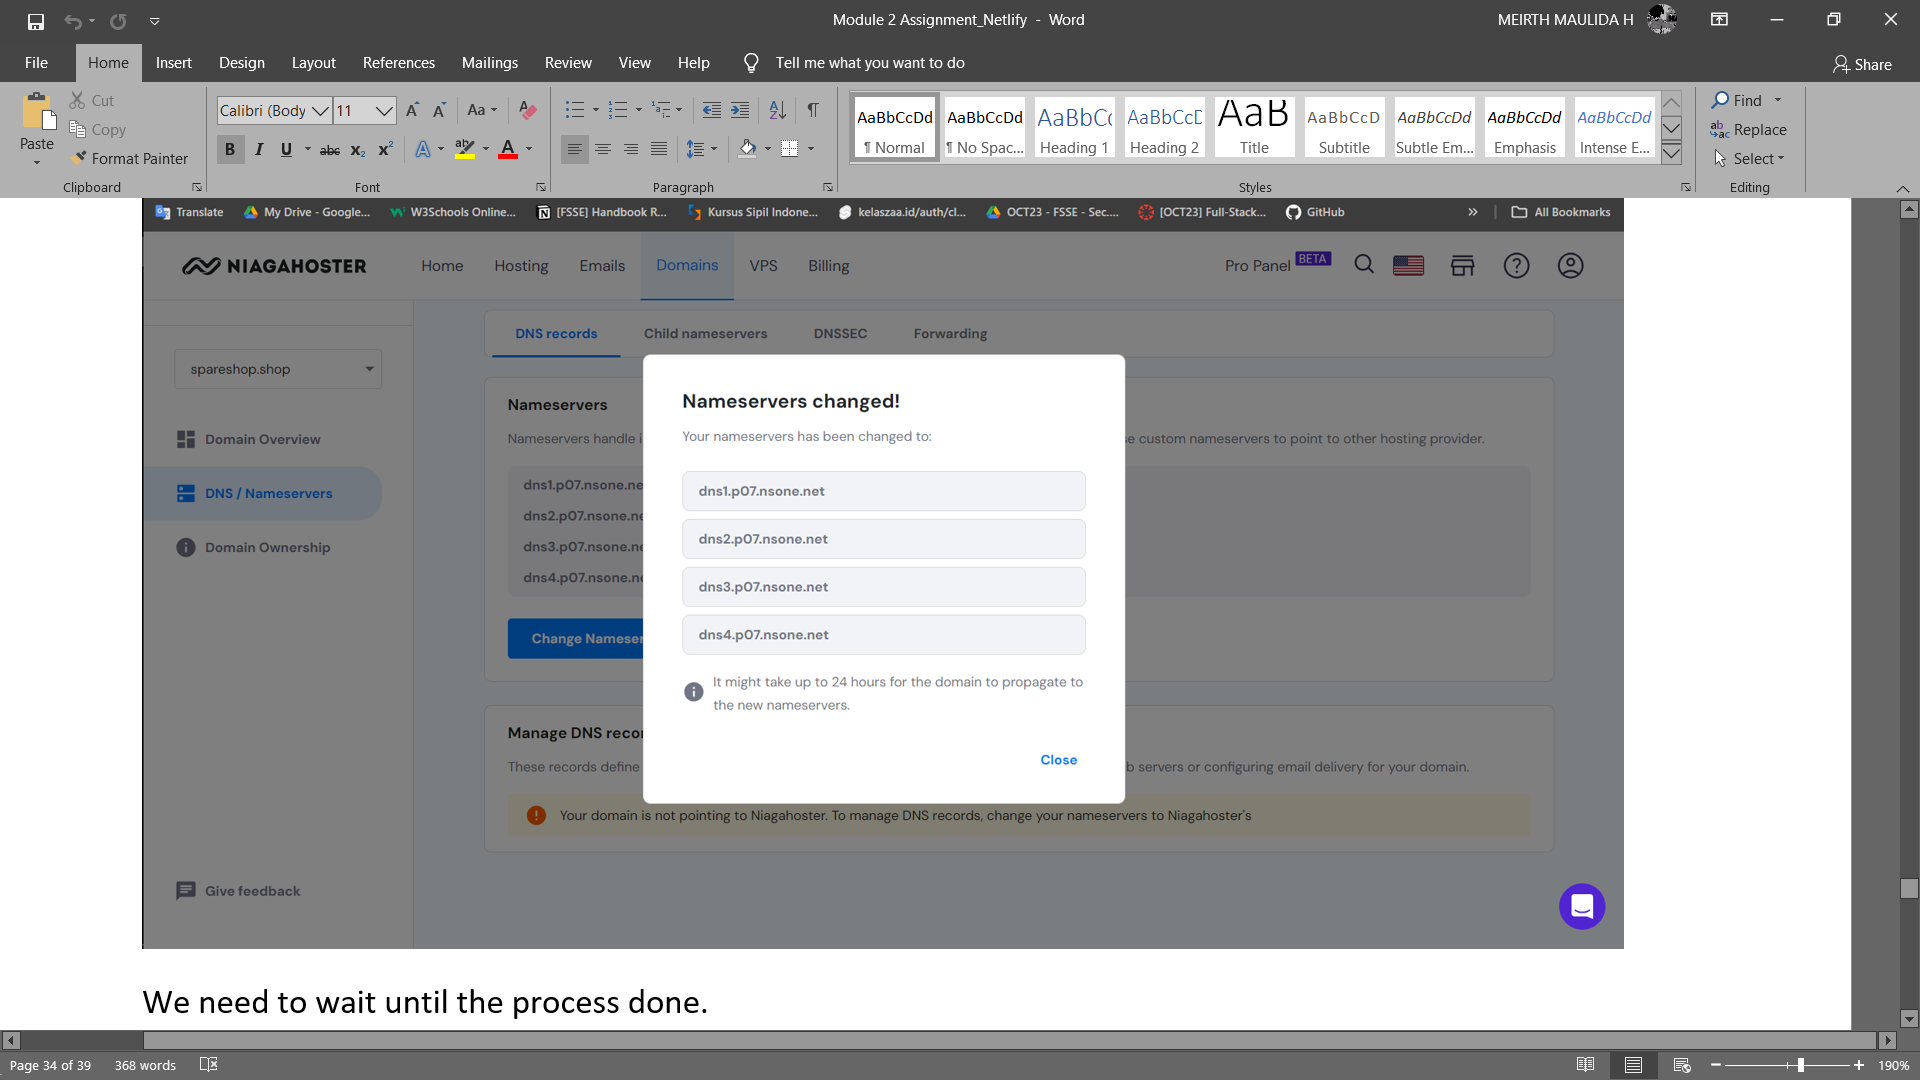 Module 2 Assignment_Netlify - Word
MEIRTH MAULIDA H
File Home Insert Design Layout References Mailings Review View Help Tell me what you want to do
Share
Paste
Cut
Copy
Format Painter
Clipboard
Calibri (Body 11
Font
Paragraph
AaBbCcDd AaBbCcDd AaBbCc AaBbCcE AaB AaBbCcD AaBbCcDd AaBbCcDd AaBbCcDd
¶ Normal ¶ No Spac... Heading 1 Heading 2 Title Subtitle Subtle Em... Emphasis Intense E...
Styles
Find
Replace
Select
Editing
Translate My Drive - Google... W3Schools Online... [FSSE] Handbook R... Kursus Sipil Indone... kelaszaa.id/auth/cl... OCT23 - FSSE - Sec.... [OCT23] Full-Stack... GitHub » All Bookmarks
NIAGAHOSTER Home Hosting Emails Domains VPS Billing Pro Panel BETA
spareshop.shop
Domain Overview
DNS / Nameservers
Domain Ownership
Give feedback
DNS records Child nameservers DNSSEC Forwarding
Nameservers
Nameservers handle i
e custom nameservers to point to other hosting provider.
dns1.p07.nsone.ne
dns2.p07.nsone.ne
dns3.p07.nsone.ne
dns4.p07.nsone.ne
Change Nameser
Nameservers changed!
Your nameservers has been changed to:
dns1.p07.nsone.net
dns2.p07.nsone.net
dns3.p07.nsone.net
dns4.p07.nsone.net
It might take up to 24 hours for the domain to propagate to
the new nameservers.
Close
Manage DNS recor
These records define
b servers or configuring email delivery for your domain.
Your domain is not pointing to Niagahoster. To manage DNS records, change your nameservers to Niagahoster's
We need to wait until the process done.
Page 34 of 39 368 words
190%